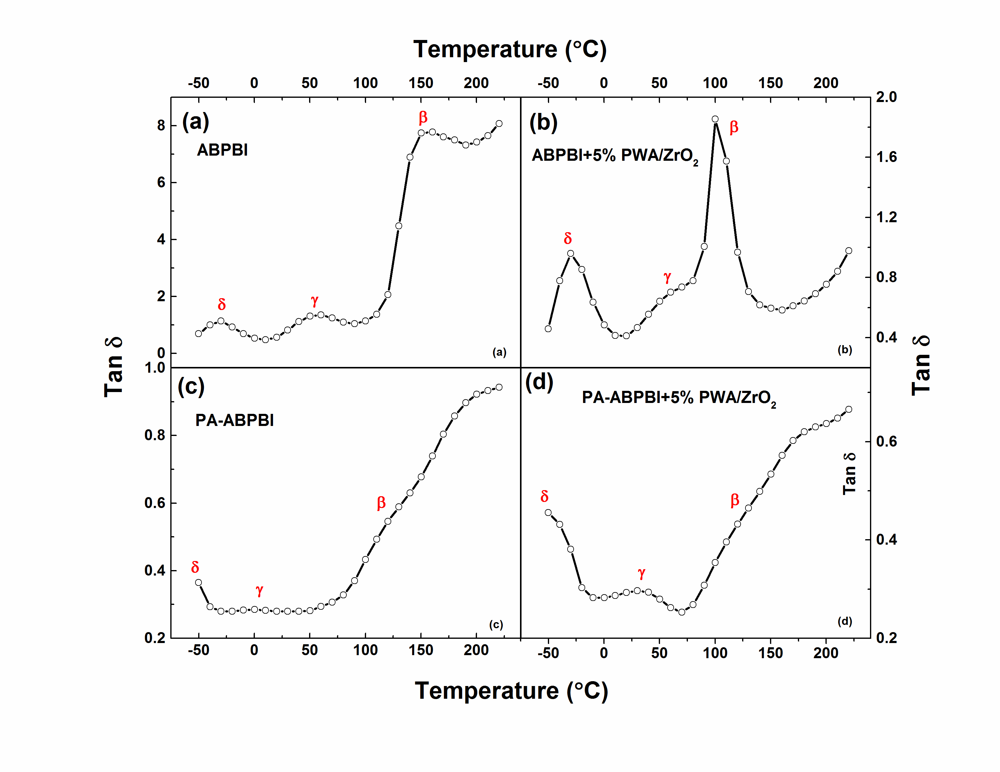 Temperature (°C)
-50 0 50 100 150 200
-50 0 50 100 150 200
(a)
ABPBI
β
δ
γ
8
6
4
2
0
(a)
(b)
ABPBI+5% PWA/ZrO2
β
δ
γ
2.0
1.6
1.2
0.8
0.4
(b)
Tan δ
Tan δ
(c)
PA-ABPBI
β
δ
γ
1.0
0.8
0.6
0.4
0.2
(c)
(d)
PA-ABPBI+5% PWA/ZrO2
β
δ
γ
0.6
0.4
0.2
Tan δ
(d)
-50 0 50 100 150 200
-50 0 50 100 150 200
Temperature (°C)